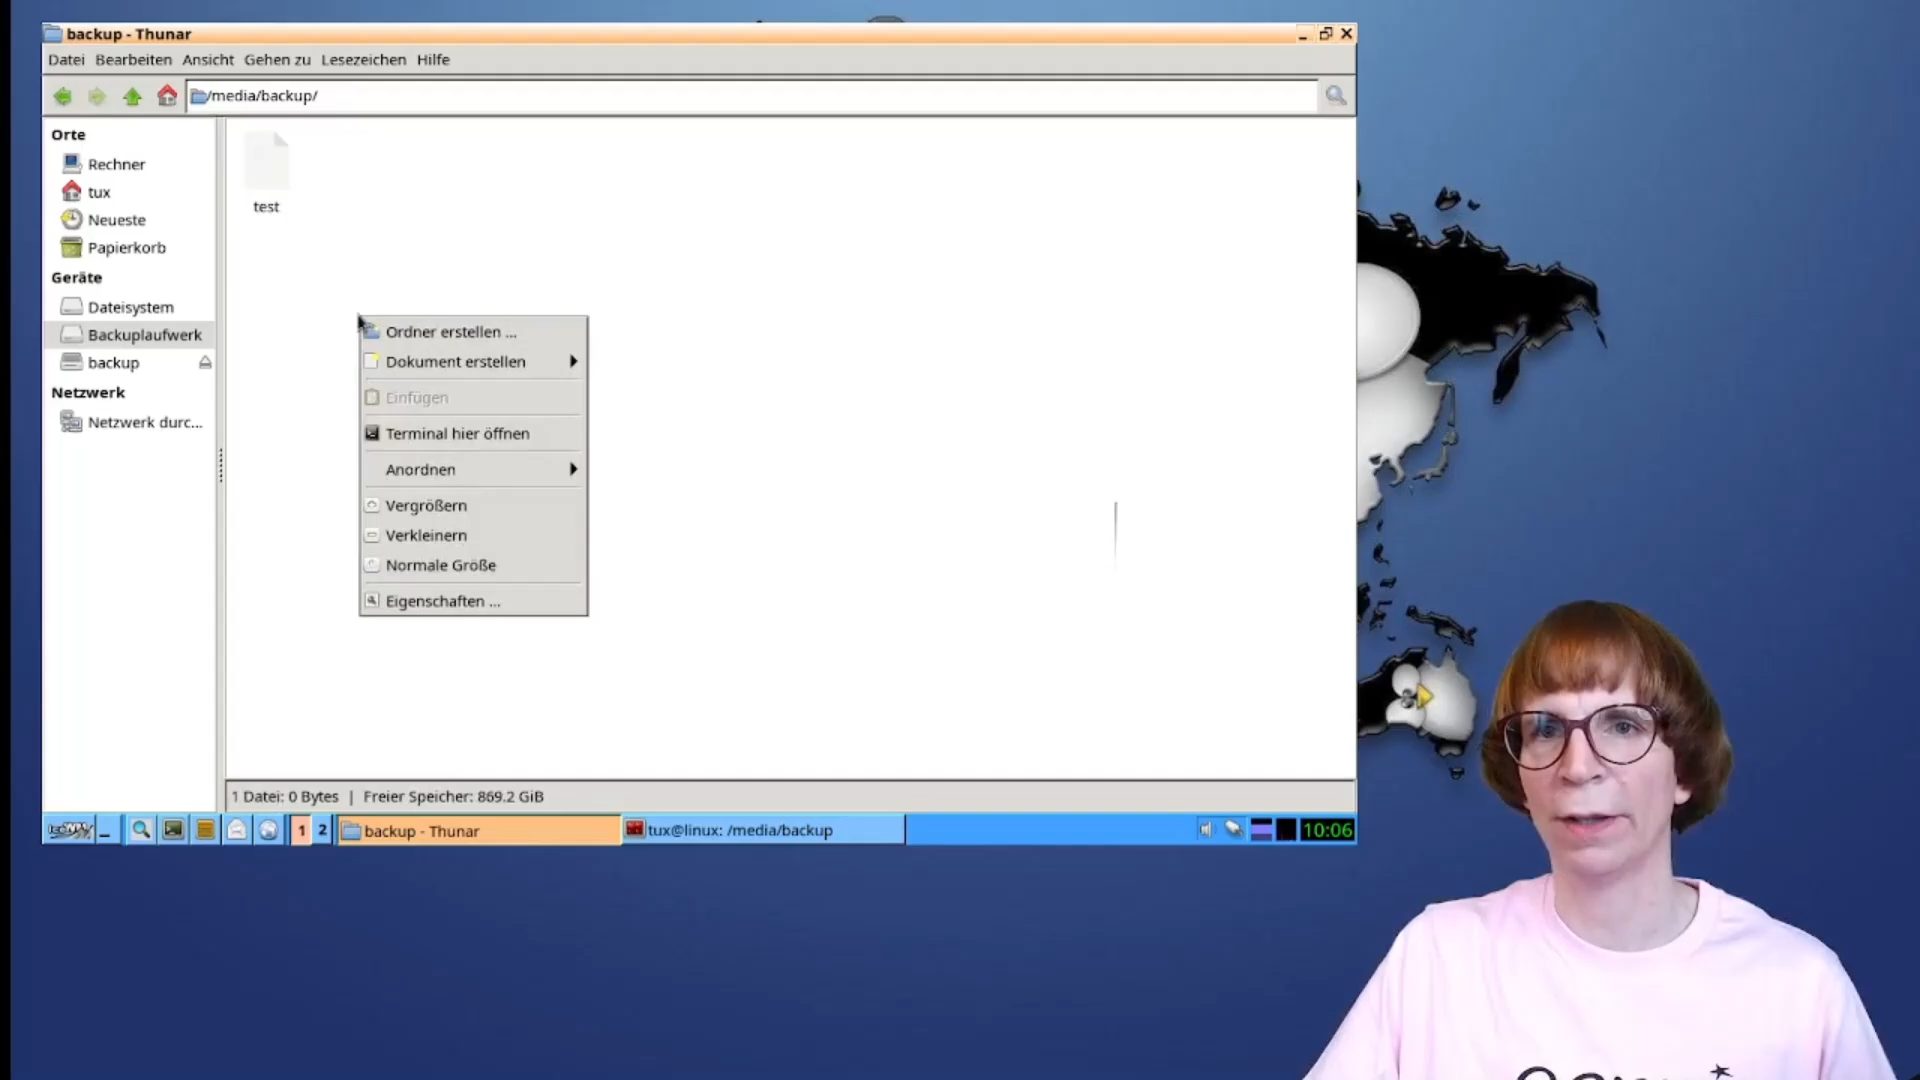 backup - Thunar
Datei Bearbeiten Ansicht Gehen zu Lesezeichen Hilfe
/media/backup/
Orte
Rechner
tux
Neueste
Papierkorb
Geräte
Dateisystem
Backuplaufwerk
backup
Netzwerk
Netzwerk durc...
test
Ordner erstellen ...
Dokument erstellen
Einfügen
Terminal hier öffnen
Anordnen
Vergrößern
Verkleinern
Normale Größe
Eigenschaften ...
1 Datei: 0 Bytes | Freier Speicher: 869.2 GiB
1 2 backup - Thunar tux@linux: /media/backup 10:06